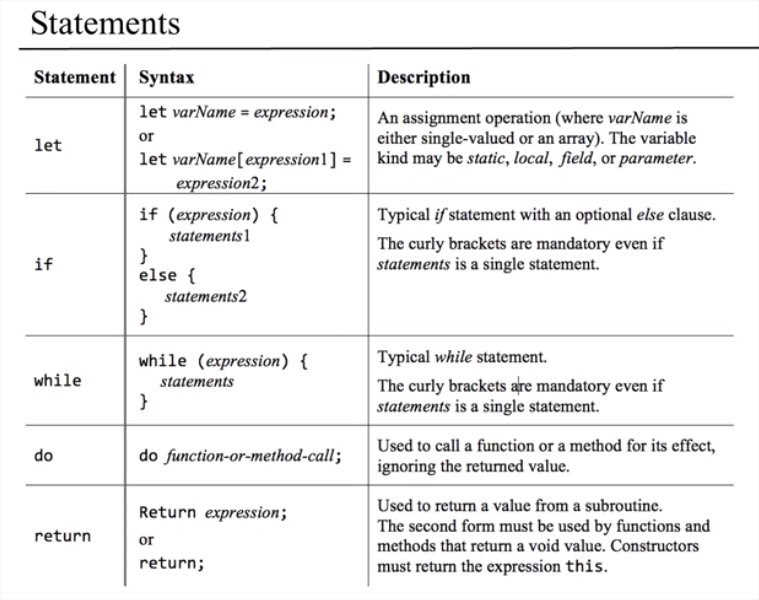 Statements
Statement Syntax Description
let
let varName = expression;
or
let varName[expression1] =
expression2;
An assignment operation (where varName is
either single-valued or an array). The variable
kind may be static, local, field, or parameter.
if
if (expression) {
statements1
}
else {
statements2
}
Typical if statement with an optional else clause.
The curly brackets are mandatory even if
statements is a single statement.
while
while (expression) {
statements
}
Typical while statement.
The curly brackets are mandatory even if
statements is a single statement.
do
do function-or-method-call;
Used to call a function or a method for its effect,
ignoring the returned value.
return
Return expression;
or
return;
Used to return a value from a subroutine.
The second form must be used by functions and
methods that return a void value. Constructors
must return the expression this.